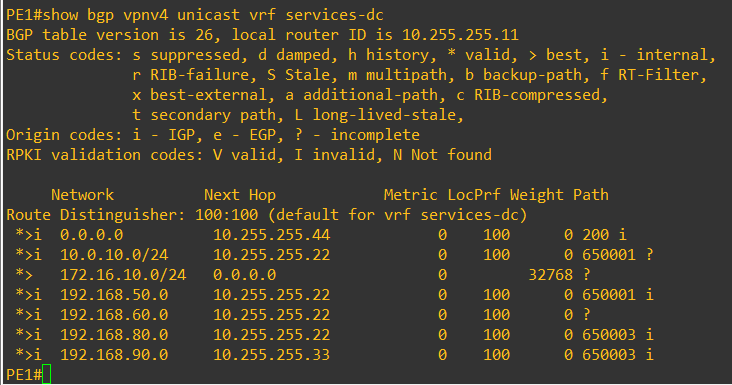 PE1#show bgp vpnv4 unicast vrf services-dc
BGP table version is 26, local router ID is 10.255.255.11
Status codes: s suppressed, d damped, h history, * valid, > best, i - internal,
              r RIB-failure, S Stale, m multipath, b backup-path, f RT-Filter,
              x best-external, a additional-path, c RIB-compressed,
              t secondary path, L long-lived-stale,
Origin codes: i - IGP, e - EGP, ? - incomplete
RPKI validation codes: V valid, I invalid, N Not found

     Network          Next Hop            Metric LocPrf Weight Path
Route Distinguisher: 100:100 (default for vrf services-dc)
 *>i  0.0.0.0          10.255.255.44            0    100      0 200 i
 *>i  10.0.10.0/24     10.255.255.22            0    100      0 650001 ?
 *>   172.16.10.0/24   0.0.0.0                  0         32768 ?
 *>i  192.168.50.0     10.255.255.22            0    100      0 650001 i
 *>i  192.168.60.0     10.255.255.22            0    100      0 ?
 *>i  192.168.80.0     10.255.255.22            0    100      0 650003 i
 *>i  192.168.90.0     10.255.255.33            0    100      0 650003 i
PE1#